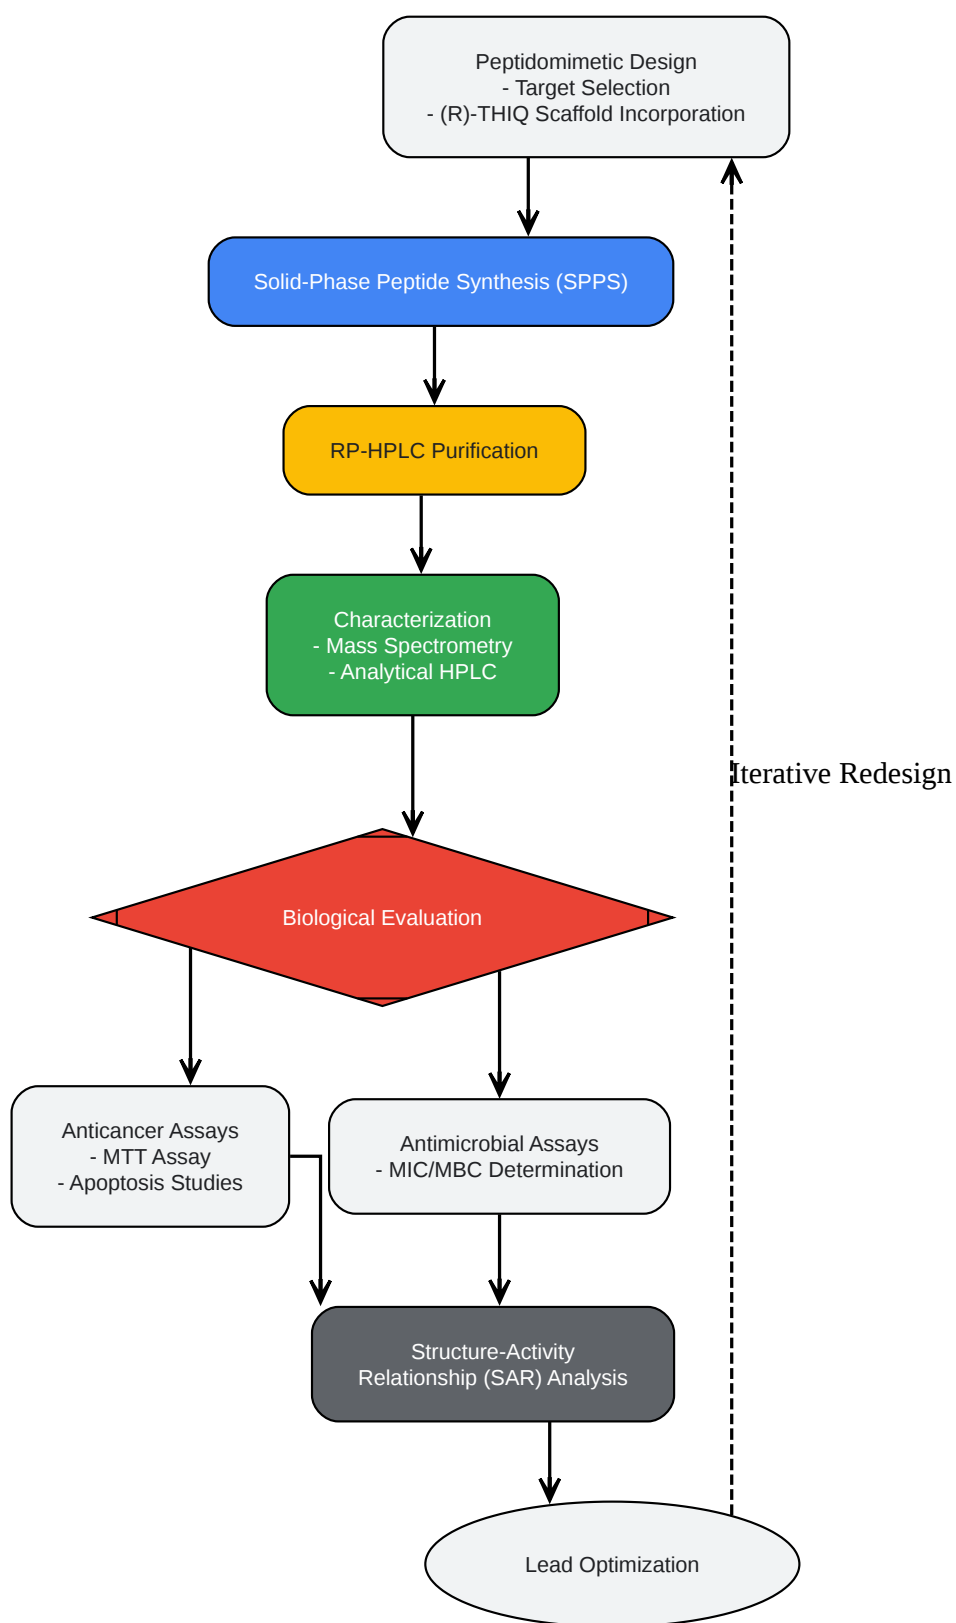 Peptidomimetic Design
- Target Selection
- (R)-THIQ Scaffold Incorporation
Solid-Phase Peptide Synthesis (SPPS)
RP-HPLC Purification
Characterization
- Mass Spectrometry
- Analytical HPLC
Iterative Redesign
Biological Evaluation
Anticancer Assays
- MTT Assay
- Apoptosis Studies
Antimicrobial Assays
- MIC/MBC Determination
Structure-Activity
Relationship (SAR) Analysis
Lead Optimization